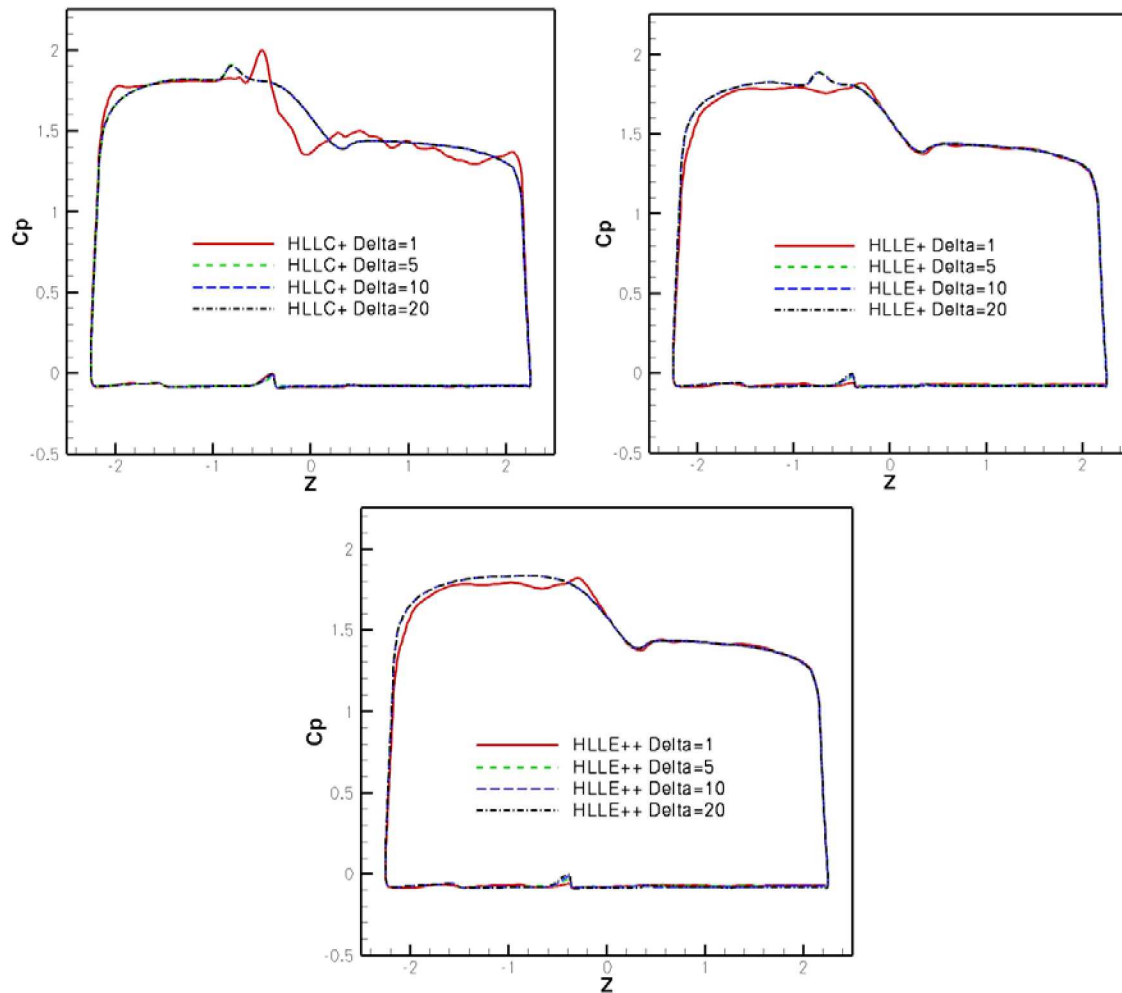 2
1.5
1
0.5
0
-0.5
Cp
HLLC+ Delta=1
HLLC+ Delta=5
HLLC+ Delta=10
HLLC+ Delta=20
-2
-1
0
1
2
Z
2
1.5
1
0.5
0
-0.5
Cp
HLLE+ Delta=1
HLLE+ Delta=5
HLLE+ Delta=10
HLLE+ Delta=20
-2
-1
0
1
2
Z
2
1.5
1
0.5
0
-0.5
Cp
HLLE++ Delta=1
HLLE++ Delta=5
HLLE++ Delta=10
HLLE++ Delta=20
-2
-1
0
1
2
Z